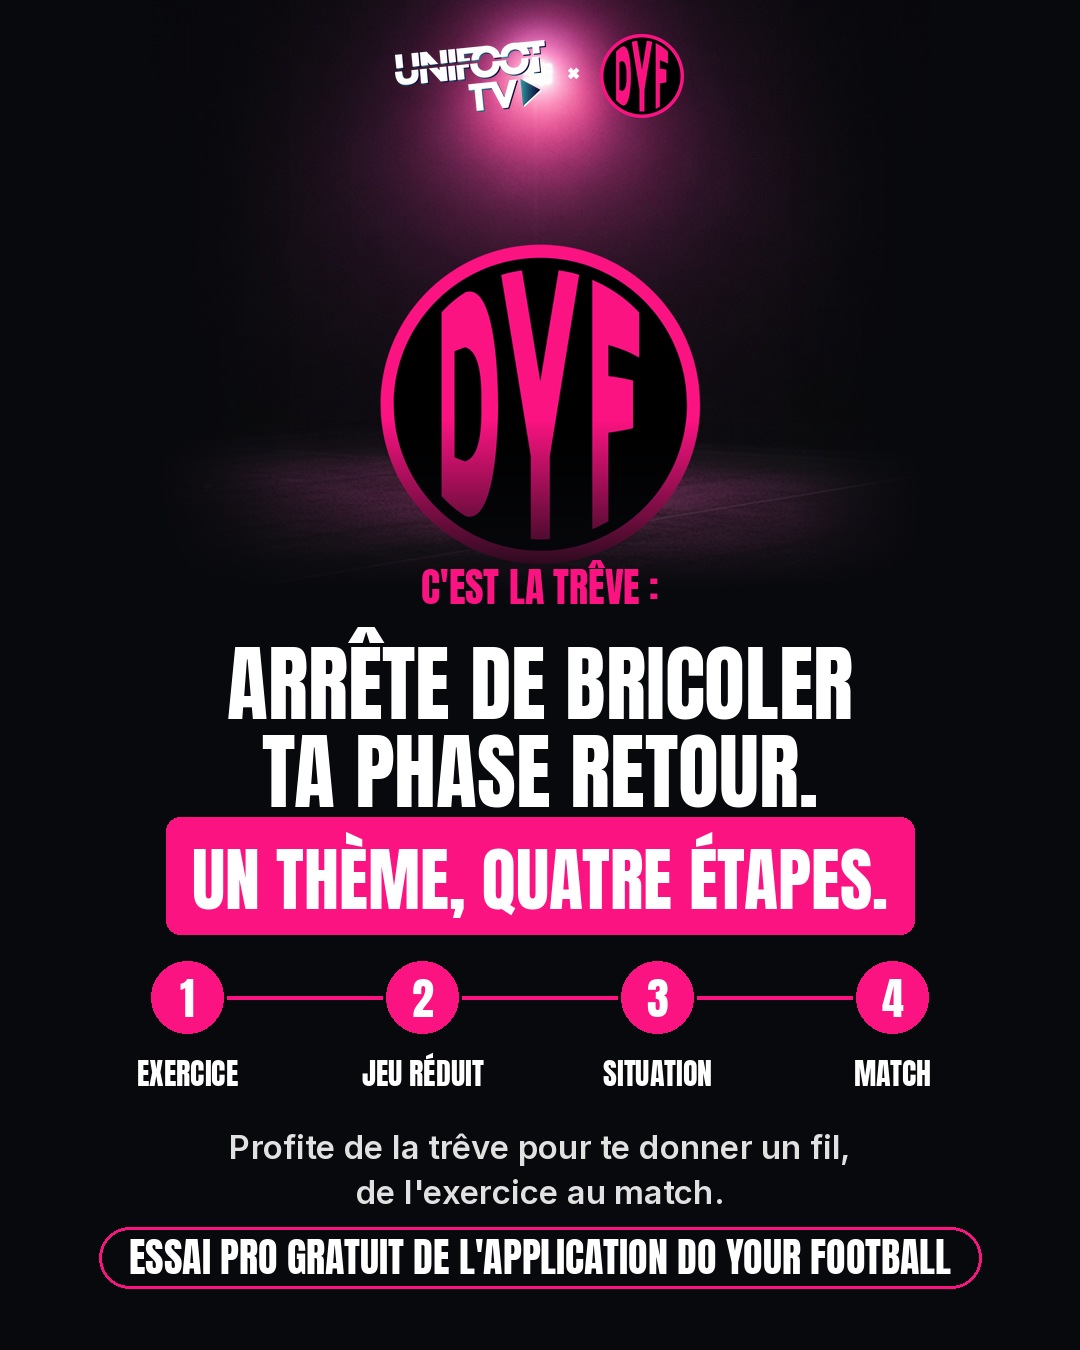 UNIFOOT
TV
×
DYF
DYF
C'EST LA TRÊVE :
ARRÊTE DE BRICOLER
TA PHASE RETOUR.
UN THÈME, QUATRE ÉTAPES.
1 2 3 4
EXERCICE JEU RÉDUIT SITUATION MATCH
Profite de la trêve pour te donner un fil,
de l'exercice au match.
ESSAI PRO GRATUIT DE L'APPLICATION DO YOUR FOOTBALL